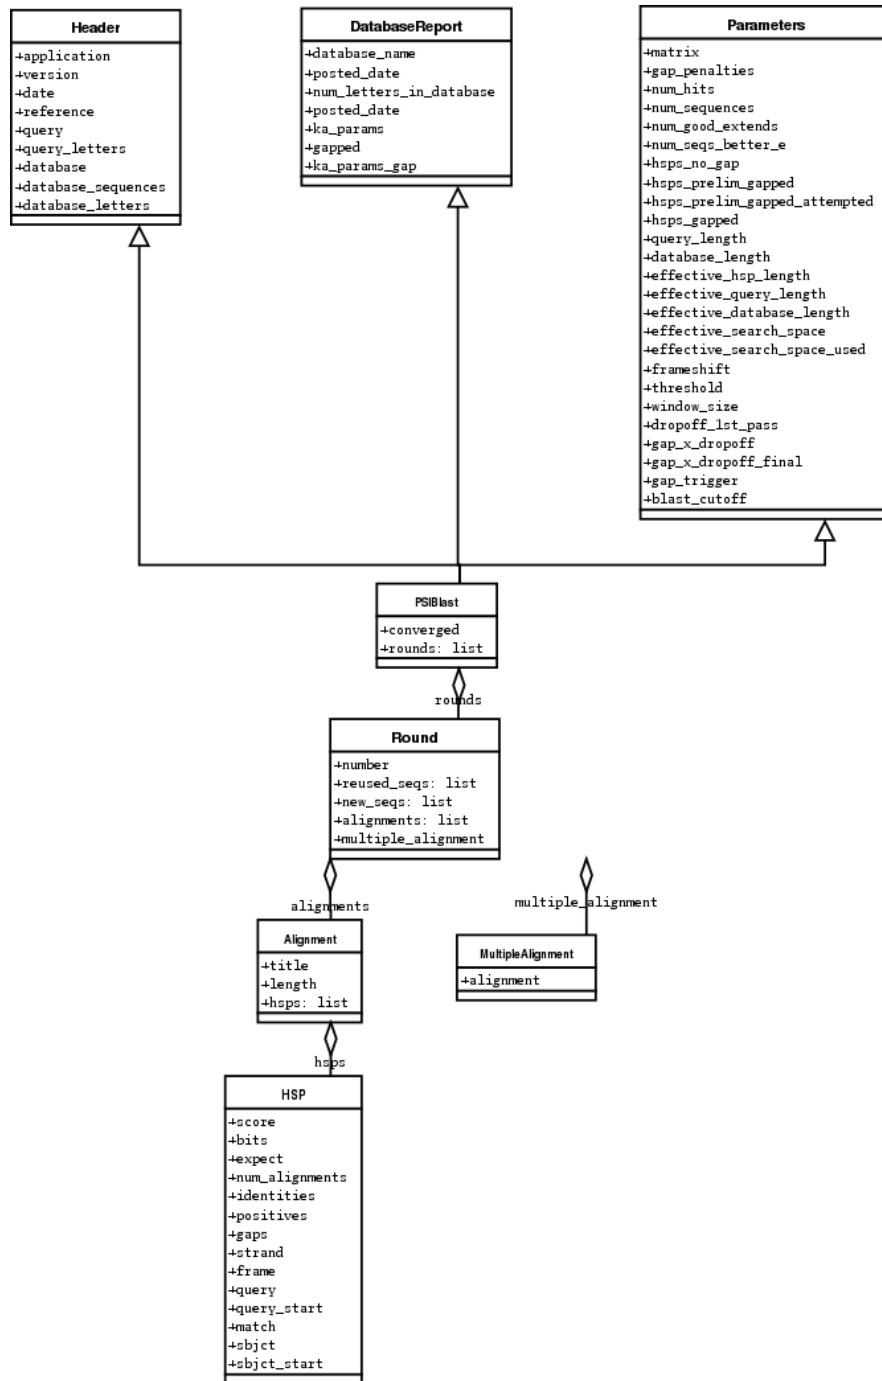 Header
+application
+version
+date
+reference
+query
+query_letters
+database
+database_sequences
+database_letters
DatabaseReport
+database_name
+posted_date
+num_letters_in_database
+posted_date
+ka_params
+gapped
+ka_params_gap
Parameters
+matrix
+gap_penalties
+num_hits
+num_sequences
+num_good_extends
+num_seqs_better_e
+hsps_no_gap
+hsps_prelim_gapped
+hsps_prelim_gapped_attempted
+hsps_gapped
+query_length
+database_length
+effective_hsp_length
+effective_query_length
+effective_database_length
+effective_search_space
+effective_search_space_used
+frameshift
+threshold
+window_size
+dropoff_1st_pass
+gap_x_dropoff
+gap_x_dropoff_final
+gap_trigger
+blast_cutoff
PSIBlast
+converged
+rounds: list
rounds
Round
+number
+reused_seqs: list
+new_seqs: list
+alignments: list
+multiple_alignment
alignments
multiple_alignment
Alignment
+title
+length
+hsps: list
MultipleAlignment
+alignment
hsps
HSP
+score
+bits
+expect
+num_alignments
+identities
+positives
+gaps
+strand
+frame
+query
+query_start
+match
+sbjct
+sbjct_start